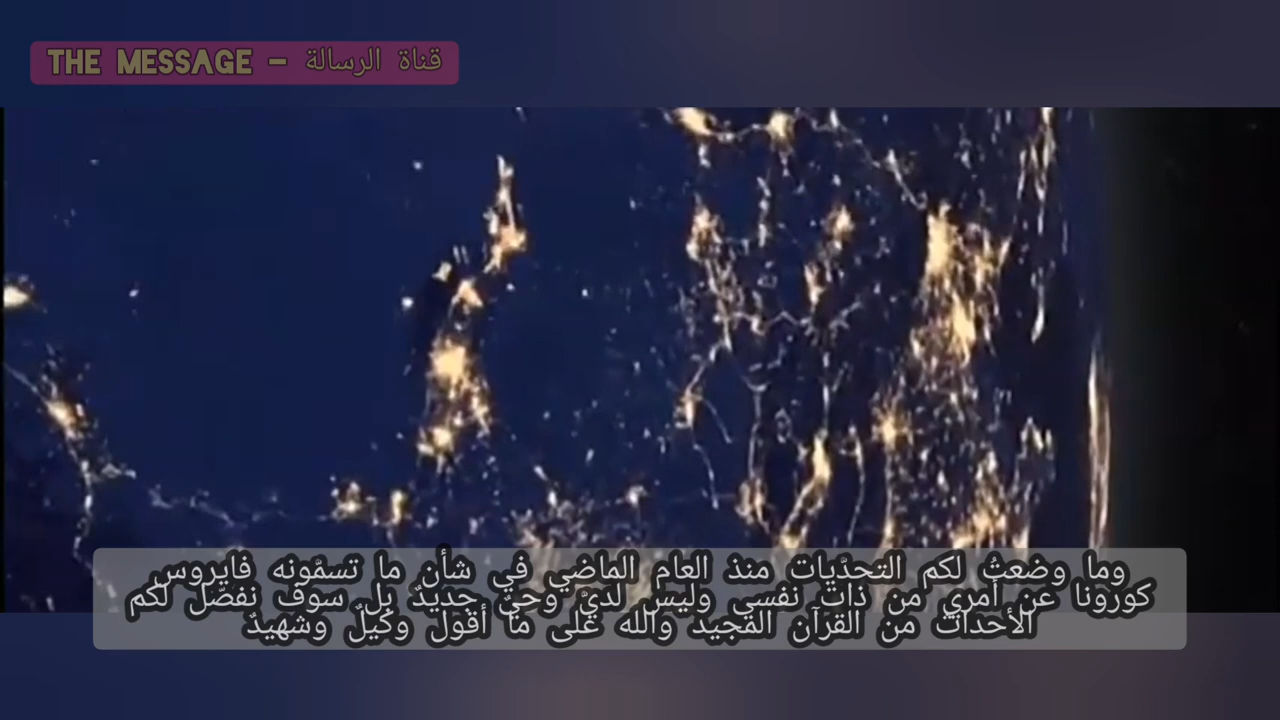 THE MESSAGE - قناة الرسالة
وما وضعتُ لكم التحدّيات منذ العام الماضي في شأن ما تسمّونه فايروس
كورونا عن أمري من ذات نفسي وليس لديَّ وحيٌ جديدٌ بل سوف نفصّل لكم
الأحداث من القرآن المجيد والله على ما أقول وكيلٌ وشهيدٌ